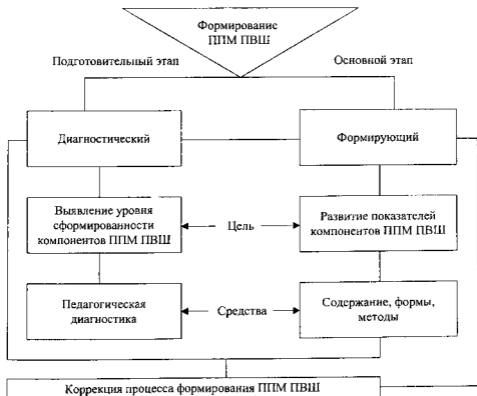 Формирование
ППМ ПВШ
Подготовительный этап
Основной этап
Диагностический
Формирующий
Выявление уровня
сформированности
компонентов ППМ ПВШ
Цель
Развитие показателей
компонентов ППМ ПВШ
Педагогическая
диагностика
Средства
Содержание, формы,
методы
Коррекция процесса формирования ППМ ПВШ